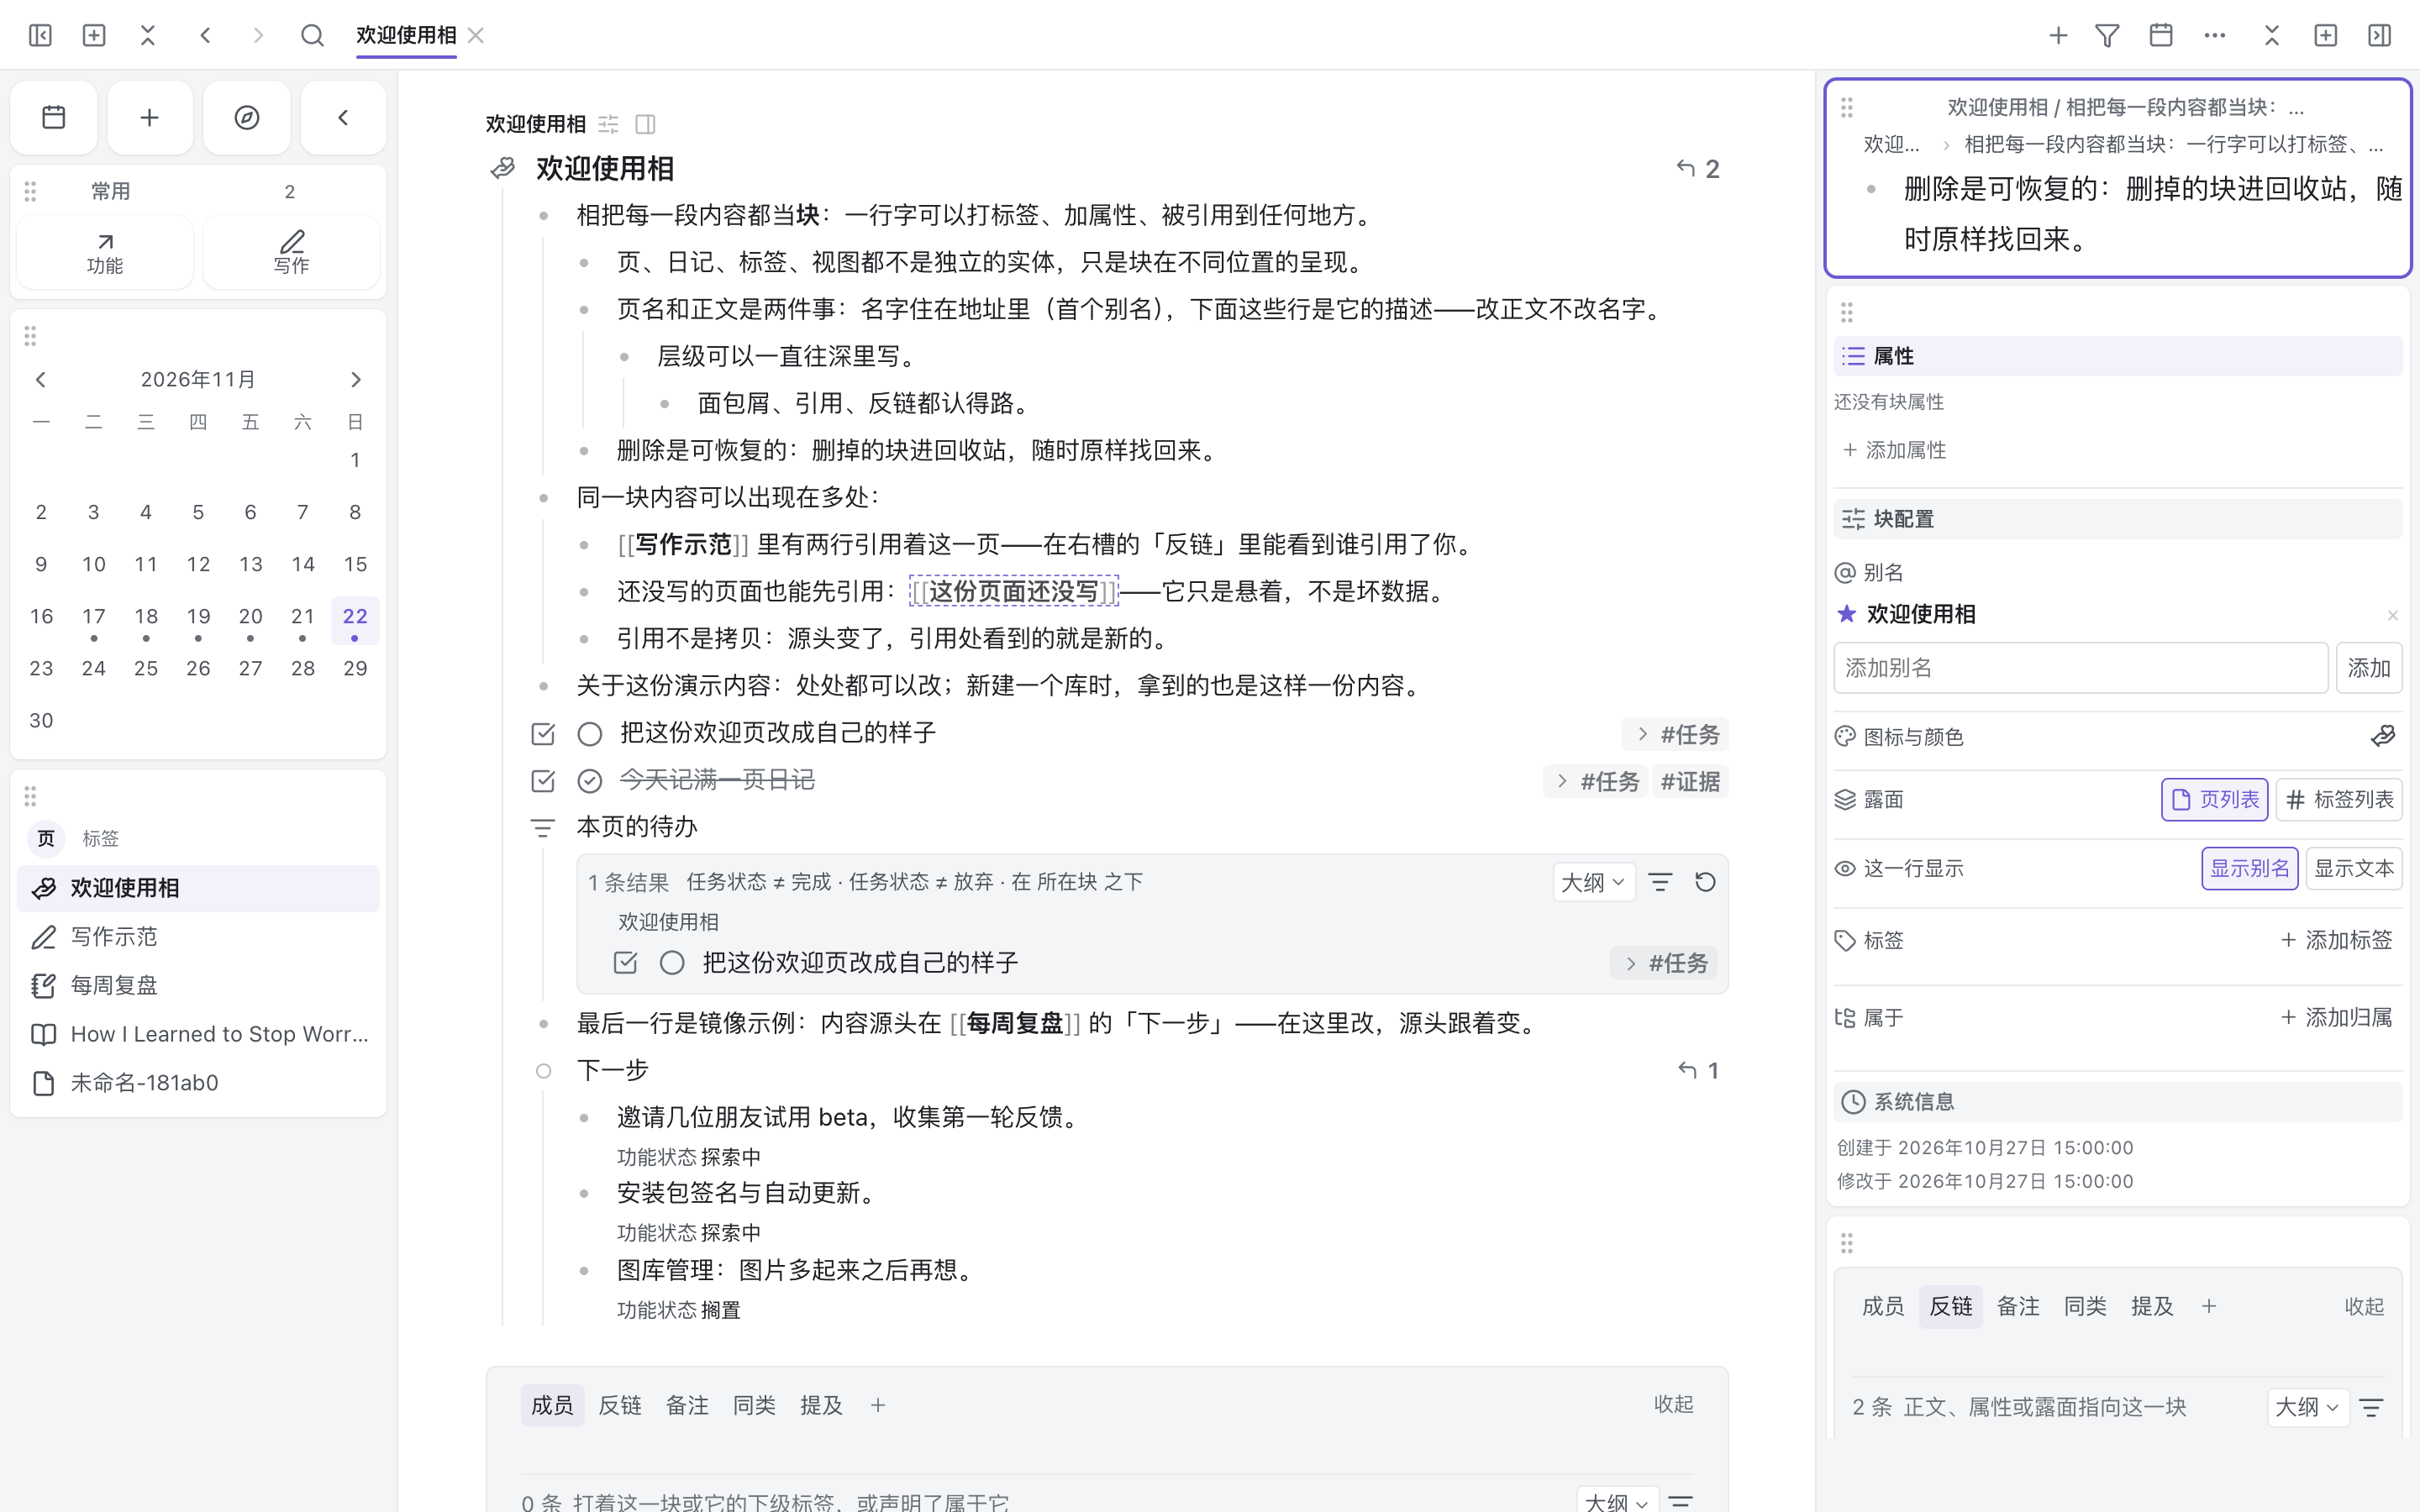 欢迎使用相
常用 2
功能 写作
2026年11月
一 二 三 四 五 六 日
1
2 3 4 5 6 7 8
9 10 11 12 13 14 15
16 17 18 19 20 21 22
23 24 25 26 27 28 29
30
页 标签
欢迎使用相
写作示范
每周复盘
How I Learned to Stop Worr...
未命名-181ab0
欢迎使用相
欢迎使用相 2
相把每一段内容都当块：一行字可以打标签、加属性、被引用到任何地方。
页、日记、标签、视图都不是独立的实体，只是块在不同位置的呈现。
页名和正文是两件事：名字住在地址里（首个别名），下面这些行是它的描述——改正文不改名字。
层级可以一直往深里写。
面包屑、引用、反链都认得路。
删除是可恢复的：删掉的块进回收站，随时原样找回来。
同一块内容可以出现在多处：
[[写作示范]] 里有两行引用着这一页——在右槽的「反链」里能看到谁引用了你。
还没写的页面也能先引用：[[这份页面还没写]]——它只是悬着，不是坏数据。
引用不是拷贝：源头变了，引用处看到的就是新的。
关于这份演示内容：处处都可以改；新建一个库时，拿到的也是这样一份内容。
把这份欢迎页改成自己的样子 #任务
今天记满一页日记 #任务 #证据
本页的待办
1 条结果 任务状态 ≠ 完成 · 任务状态 ≠ 放弃 · 在 所在块 之下 大纲
欢迎使用相
把这份欢迎页改成自己的样子 #任务
最后一行是镜像示例：内容源头在 [[每周复盘]] 的「下一步」——在这里改，源头跟着变。
下一步 1
邀请几位朋友试用 beta，收集第一轮反馈。
功能状态 探索中
安装包签名与自动更新。
功能状态 探索中
图库管理：图片多起来之后再想。
功能状态 搁置
成员 反链 备注 同类 提及 + 收起
0 条 打着这一块或它的下级标签，或声明了属于它 大纲
欢迎使用相 / 相把每一段内容都当块：...
欢迎... › 相把每一段内容都当块：一行字可以打标签、...
删除是可恢复的：删掉的块进回收站，随
时原样找回来。
属性
还没有块属性
+ 添加属性
块配置
别名
欢迎使用相 ×
添加别名 添加
图标与颜色
露面 页列表 # 标签列表
这一行显示 显示别名 显示文本
标签 + 添加标签
属于 + 添加归属
系统信息
创建于 2026年10月27日 15:00:00
修改于 2026年10月27日 15:00:00
成员 反链 备注 同类 提及 + 收起
2 条 正文、属性或露面指向这一块 大纲